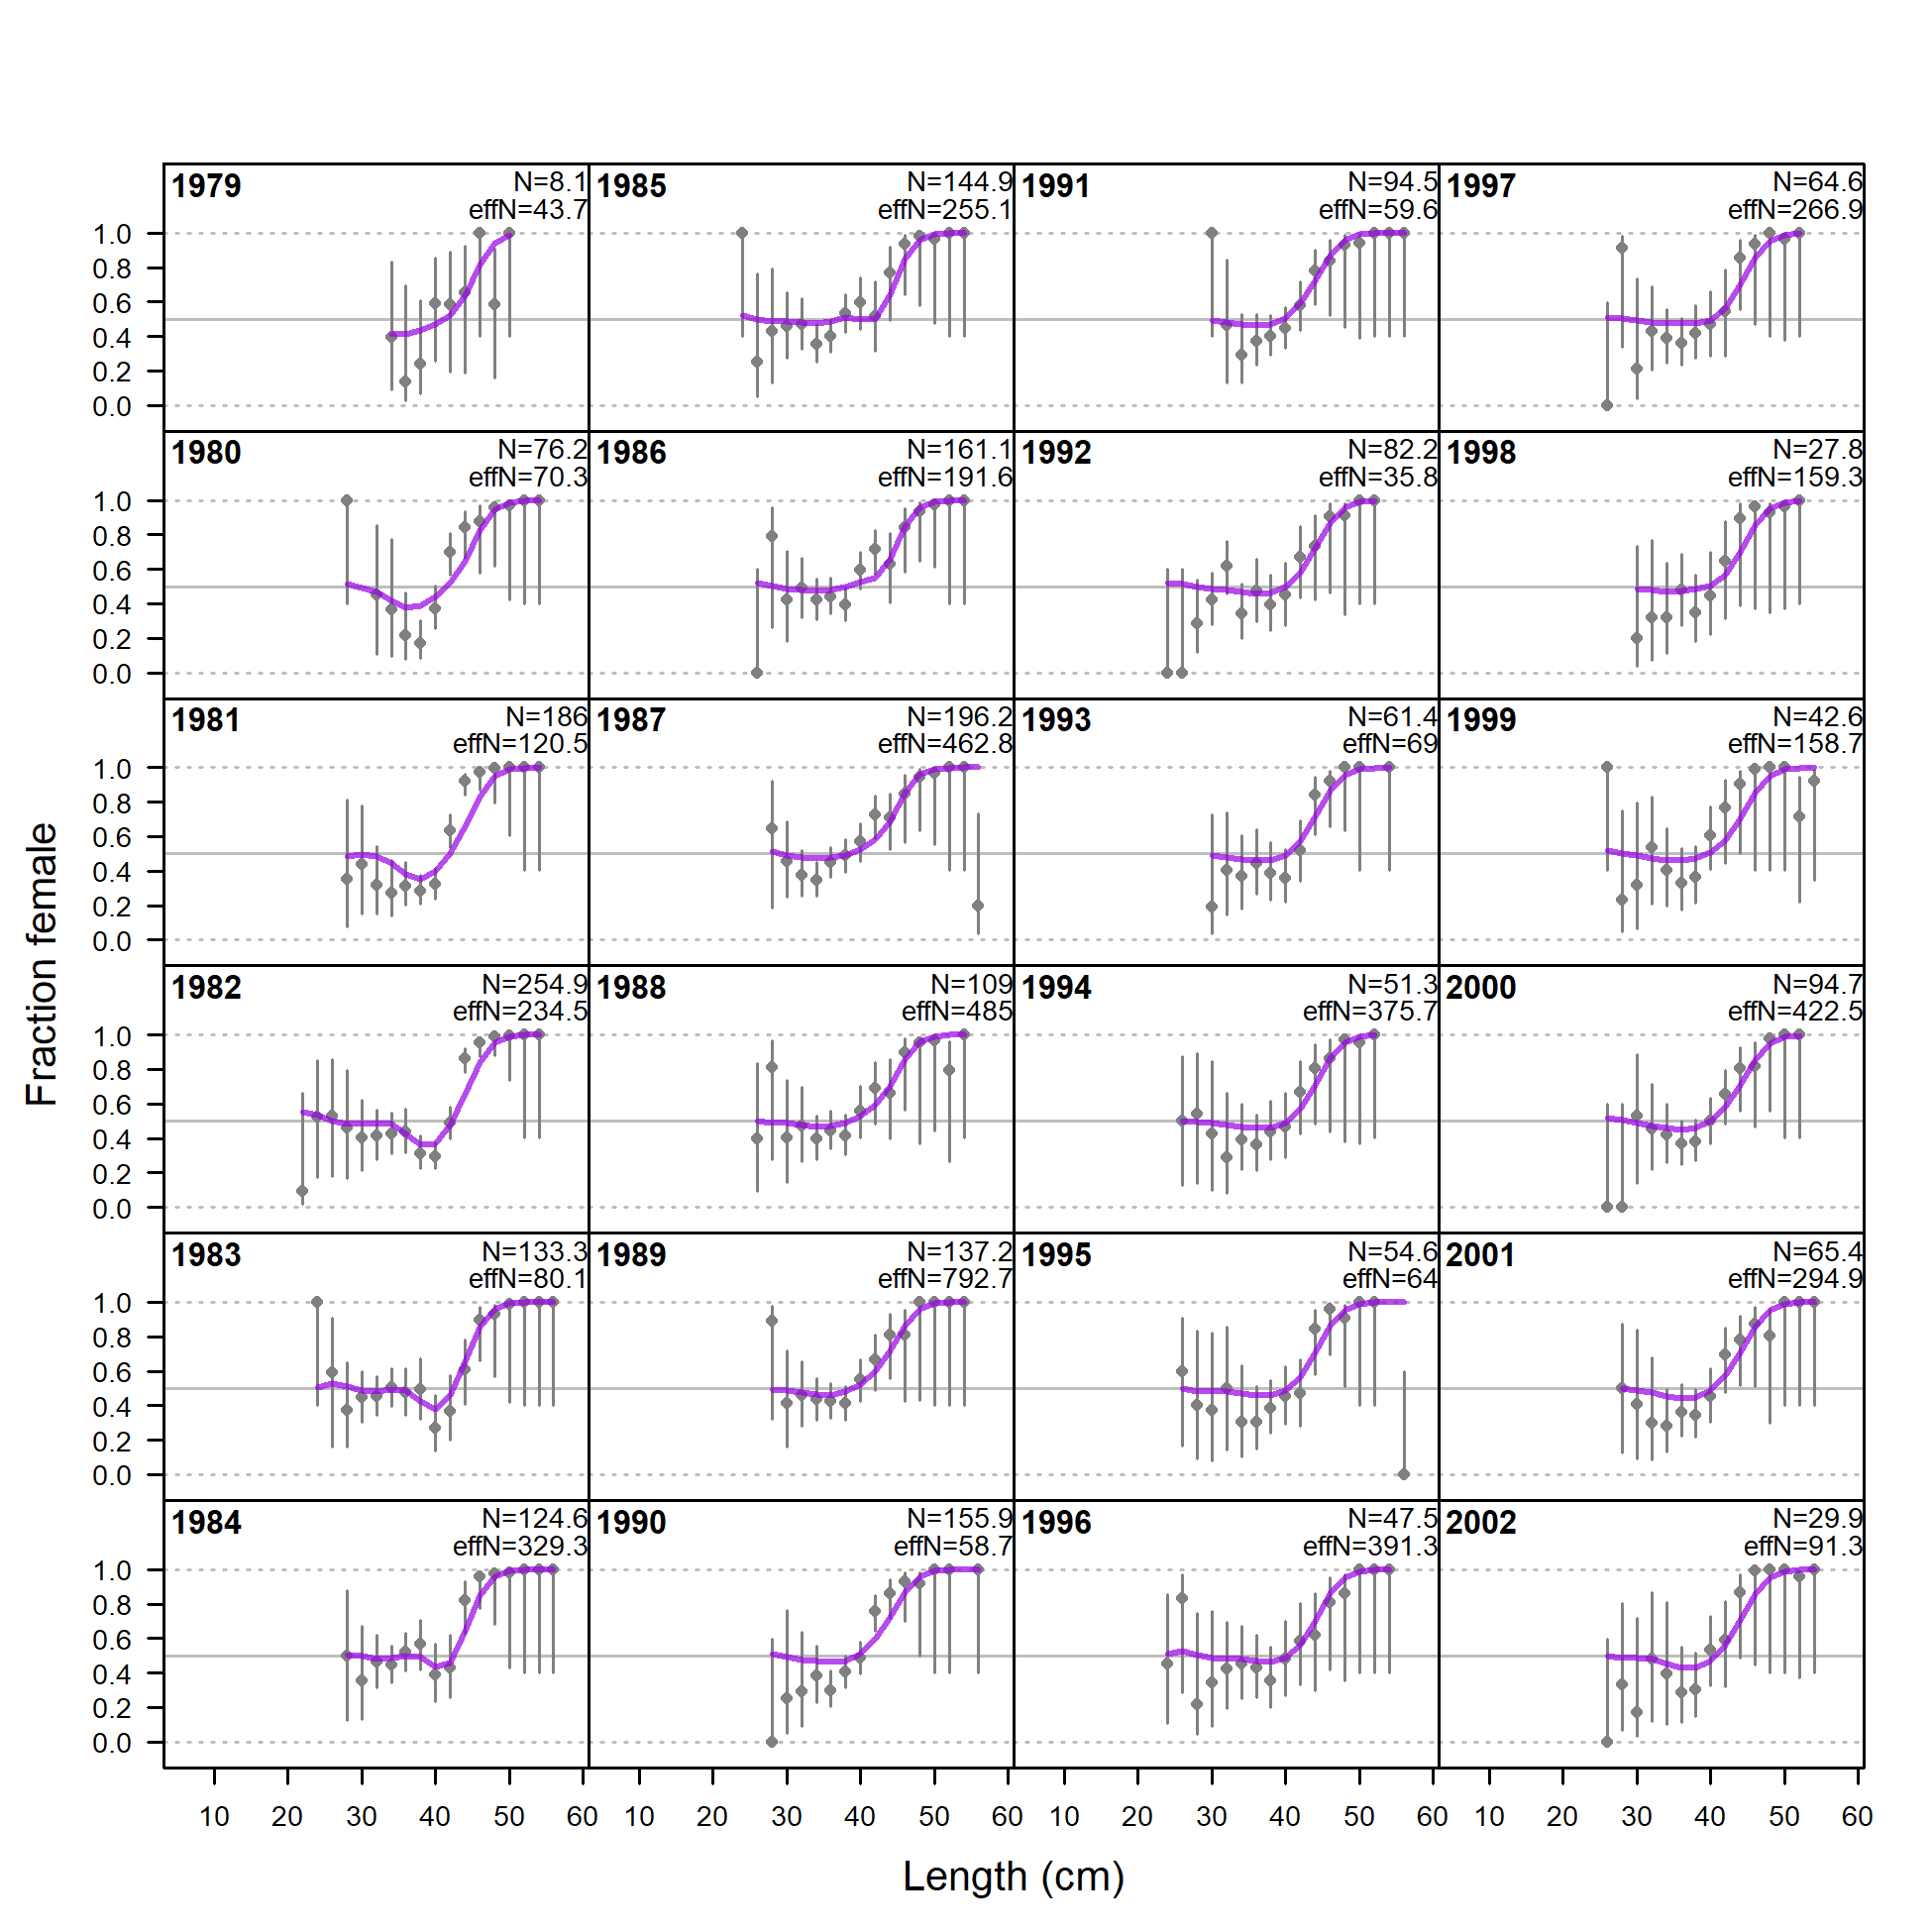 1979 N=8.1 1985 N=144.9 1991 N=94.5 1997 N=64.6
effN=43.7 effN=255.1 effN=59.6 effN=266.9
1.0
0.8
0.6
0.4
0.2
0.0
1980 N=76.2 1986 N=161.1 1992 N=82.2 1998 N=27.8
effN=70.3 effN=191.6 effN=35.8 effN=159.3
1.0
0.8
0.6
0.4
0.2
0.0
1981 N=186 1987 N=196.2 1993 N=61.4 1999 N=42.6
effN=120.5 effN=462.8 effN=69 effN=158.7
1.0
0.8
0.6
0.4
0.2
0.0
1982 N=254.9 1988 N=109 1994 N=51.3 2000 N=94.7
effN=234.5 effN=485 effN=375.7 effN=422.5
1.0
0.8
0.6
0.4
0.2
0.0
1983 N=133.3 1989 N=137.2 1995 N=54.6 2001 N=65.4
effN=80.1 effN=792.7 effN=64 effN=294.9
1.0
0.8
0.6
0.4
0.2
0.0
1984 N=124.6 1990 N=155.9 1996 N=47.5 2002 N=29.9
effN=329.3 effN=58.7 effN=391.3 effN=91.3
1.0
0.8
0.6
0.4
0.2
0.0
10 20 30 40 50 60 10 20 30 40 50 60 10 20 30 40 50 60 10 20 30 40 50 60
Length (cm)
Fraction female